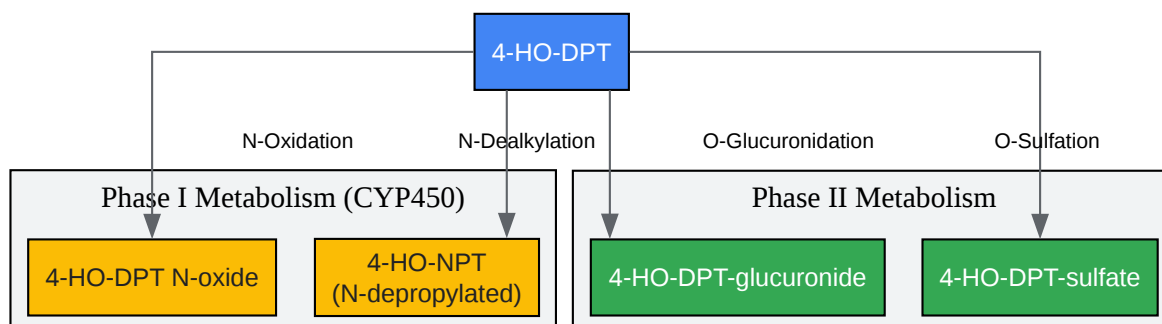 4-HO-DPT
N-Oxidation
N-Dealkylation
O-Glucuronidation
O-Sulfation
Phase I Metabolism (CYP450)
Phase II Metabolism
4-HO-DPT N-oxide
4-HO-NPT
(N-depropylated)
4-HO-DPT-glucuronide
4-HO-DPT-sulfate